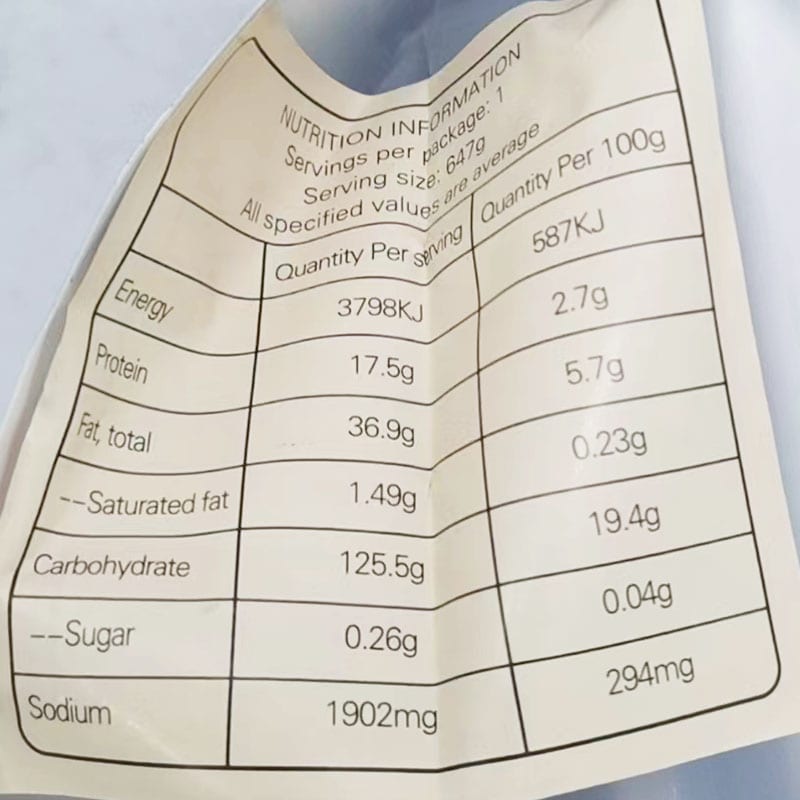 NUTRITION INFORMATION
Servings per package: 1
Serving size: 647g
All specified values are average
Quantity Per serving Quantity Per 100g
Energy 3798KJ 587KJ
Protein 17.5g 2.7g
Fat, total 36.9g 5.7g
--Saturated fat 1.49g 0.23g
Carbohydrate 125.5g 19.4g
--Sugar 0.26g 0.04g
Sodium 1902mg 294mg